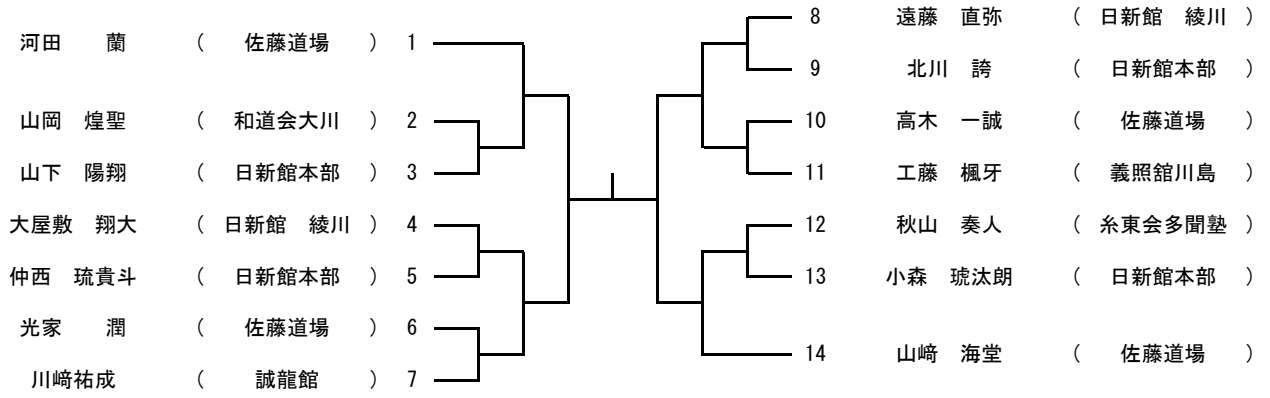 河田　　蘭　（　佐藤道場　）　1
山岡　煌聖　（　和道会大川　）　2
山下　陽翔　（　日新館本部　）　3
大屋敷　翔大　（　日新館　綾川　）　4
仲西　琉貴斗　（　日新館本部　）　5
光家　　潤　（　佐藤道場　）　6
川﨑祐成　（　誠龍館　）　7
8　遠藤　直弥　（　日新館　綾川　）
9　北川　誇　（　日新館本部　）
10　高木　一誠　（　佐藤道場　）
11　工藤　楓牙　（　義照舘川島　）
12　秋山　奏人　（　糸東会多聞塾　）
13　小森　琥汰朗　（　日新館本部　）
14　山﨑　海堂　（　佐藤道場　）